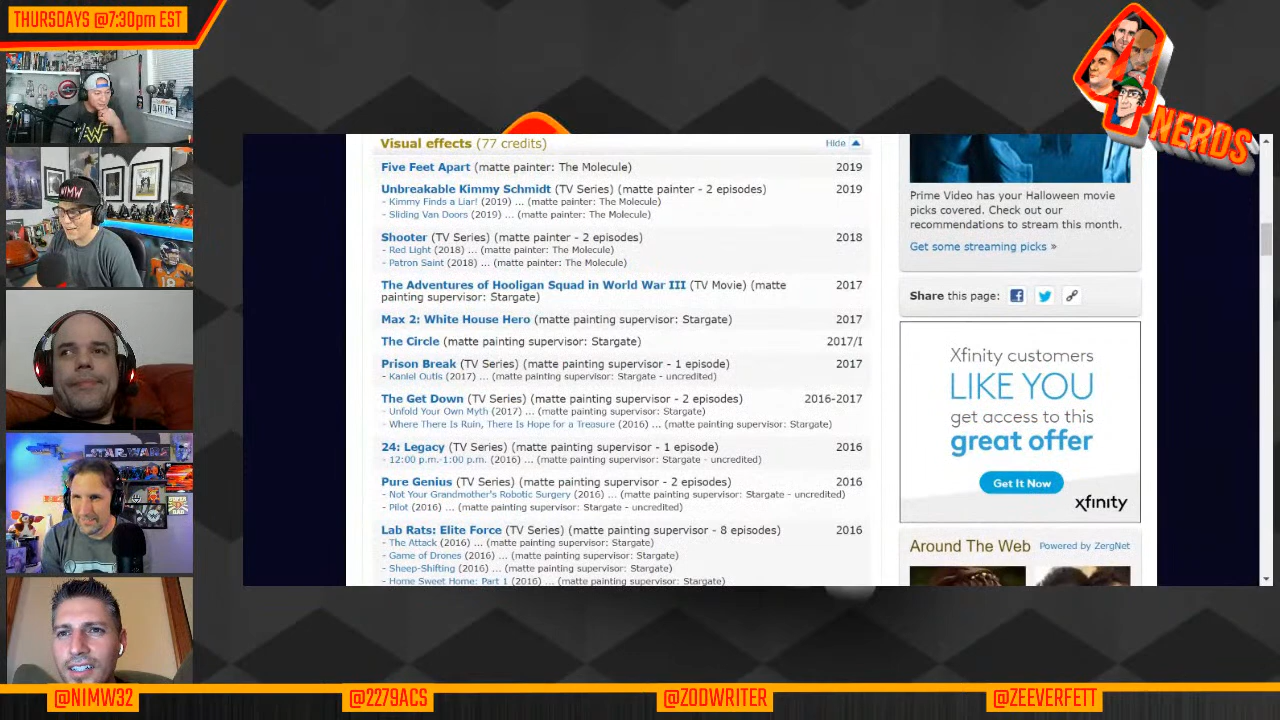 THURSDAYS @7:30pm EST
4 NERDS
NIMW
STAR WARS
SUPER DAD
Visual effects (77 credits)
Hide
Five Feet Apart (matte painter: The Molecule)
2019
Unbreakable Kimmy Schmidt (TV Series) (matte painter - 2 episodes)
2019
- Kimmy Finds a Liar! (2019) ... (matte painter: The Molecule)
- Sliding Van Doors (2019) ... (matte painter: The Molecule)
Shooter (TV Series) (matte painter - 2 episodes)
2018
- Red Light (2018) ... (matte painter: The Molecule)
- Patron Saint (2018) ... (matte painter: The Molecule)
The Adventures of Hooligan Squad in World War III (TV Movie) (matte
2017
painting supervisor: Stargate)
Max 2: White House Hero (matte painting supervisor: Stargate)
2017
The Circle (matte painting supervisor: Stargate)
2017/I
Prison Break (TV Series) (matte painting supervisor - 1 episode)
2017
- Kaniel Outis (2017) ... (matte painting supervisor: Stargate - uncredited)
The Get Down (TV Series) (matte painting supervisor - 2 episodes)
2016-2017
- Unfold Your Own Myth (2017) ... (matte painting supervisor: Stargate)
- Where There Is Ruin, There Is Hope for a Treasure (2016) ... (matte painting supervisor: Stargate)
24: Legacy (TV Series) (matte painting supervisor - 1 episode)
2016
- 12:00 p.m.-1:00 p.m. (2016) ... (matte painting supervisor: Stargate - uncredited)
Pure Genius (TV Series) (matte painting supervisor - 2 episodes)
2016
- Not Your Grandmother's Robotic Surgery (2016) ... (matte painting supervisor: Stargate - uncredited)
- Pilot (2016) ... (matte painting supervisor: Stargate - uncredited)
Lab Rats: Elite Force (TV Series) (matte painting supervisor - 8 episodes)
2016
- The Attack (2016) ... (matte painting supervisor: Stargate)
- Game of Drones (2016) ... (matte painting supervisor: Stargate)
- Sheep-Shifting (2016) ... (matte painting supervisor: Stargate)
- Home Sweet Home: Part 1 (2016) ... (matte painting supervisor: Stargate)
Prime Video has your Halloween movie
picks covered. Check out our
recommendations to stream this month.
Get some streaming picks »
Share this page:
Xfinity customers
LIKE YOU
get access to this
great offer
Get It Now
xfinity
Around The Web
Powered by ZergNet
@NIMW32
@2279ACS
@ZODWRITER
@ZEEVERFETT